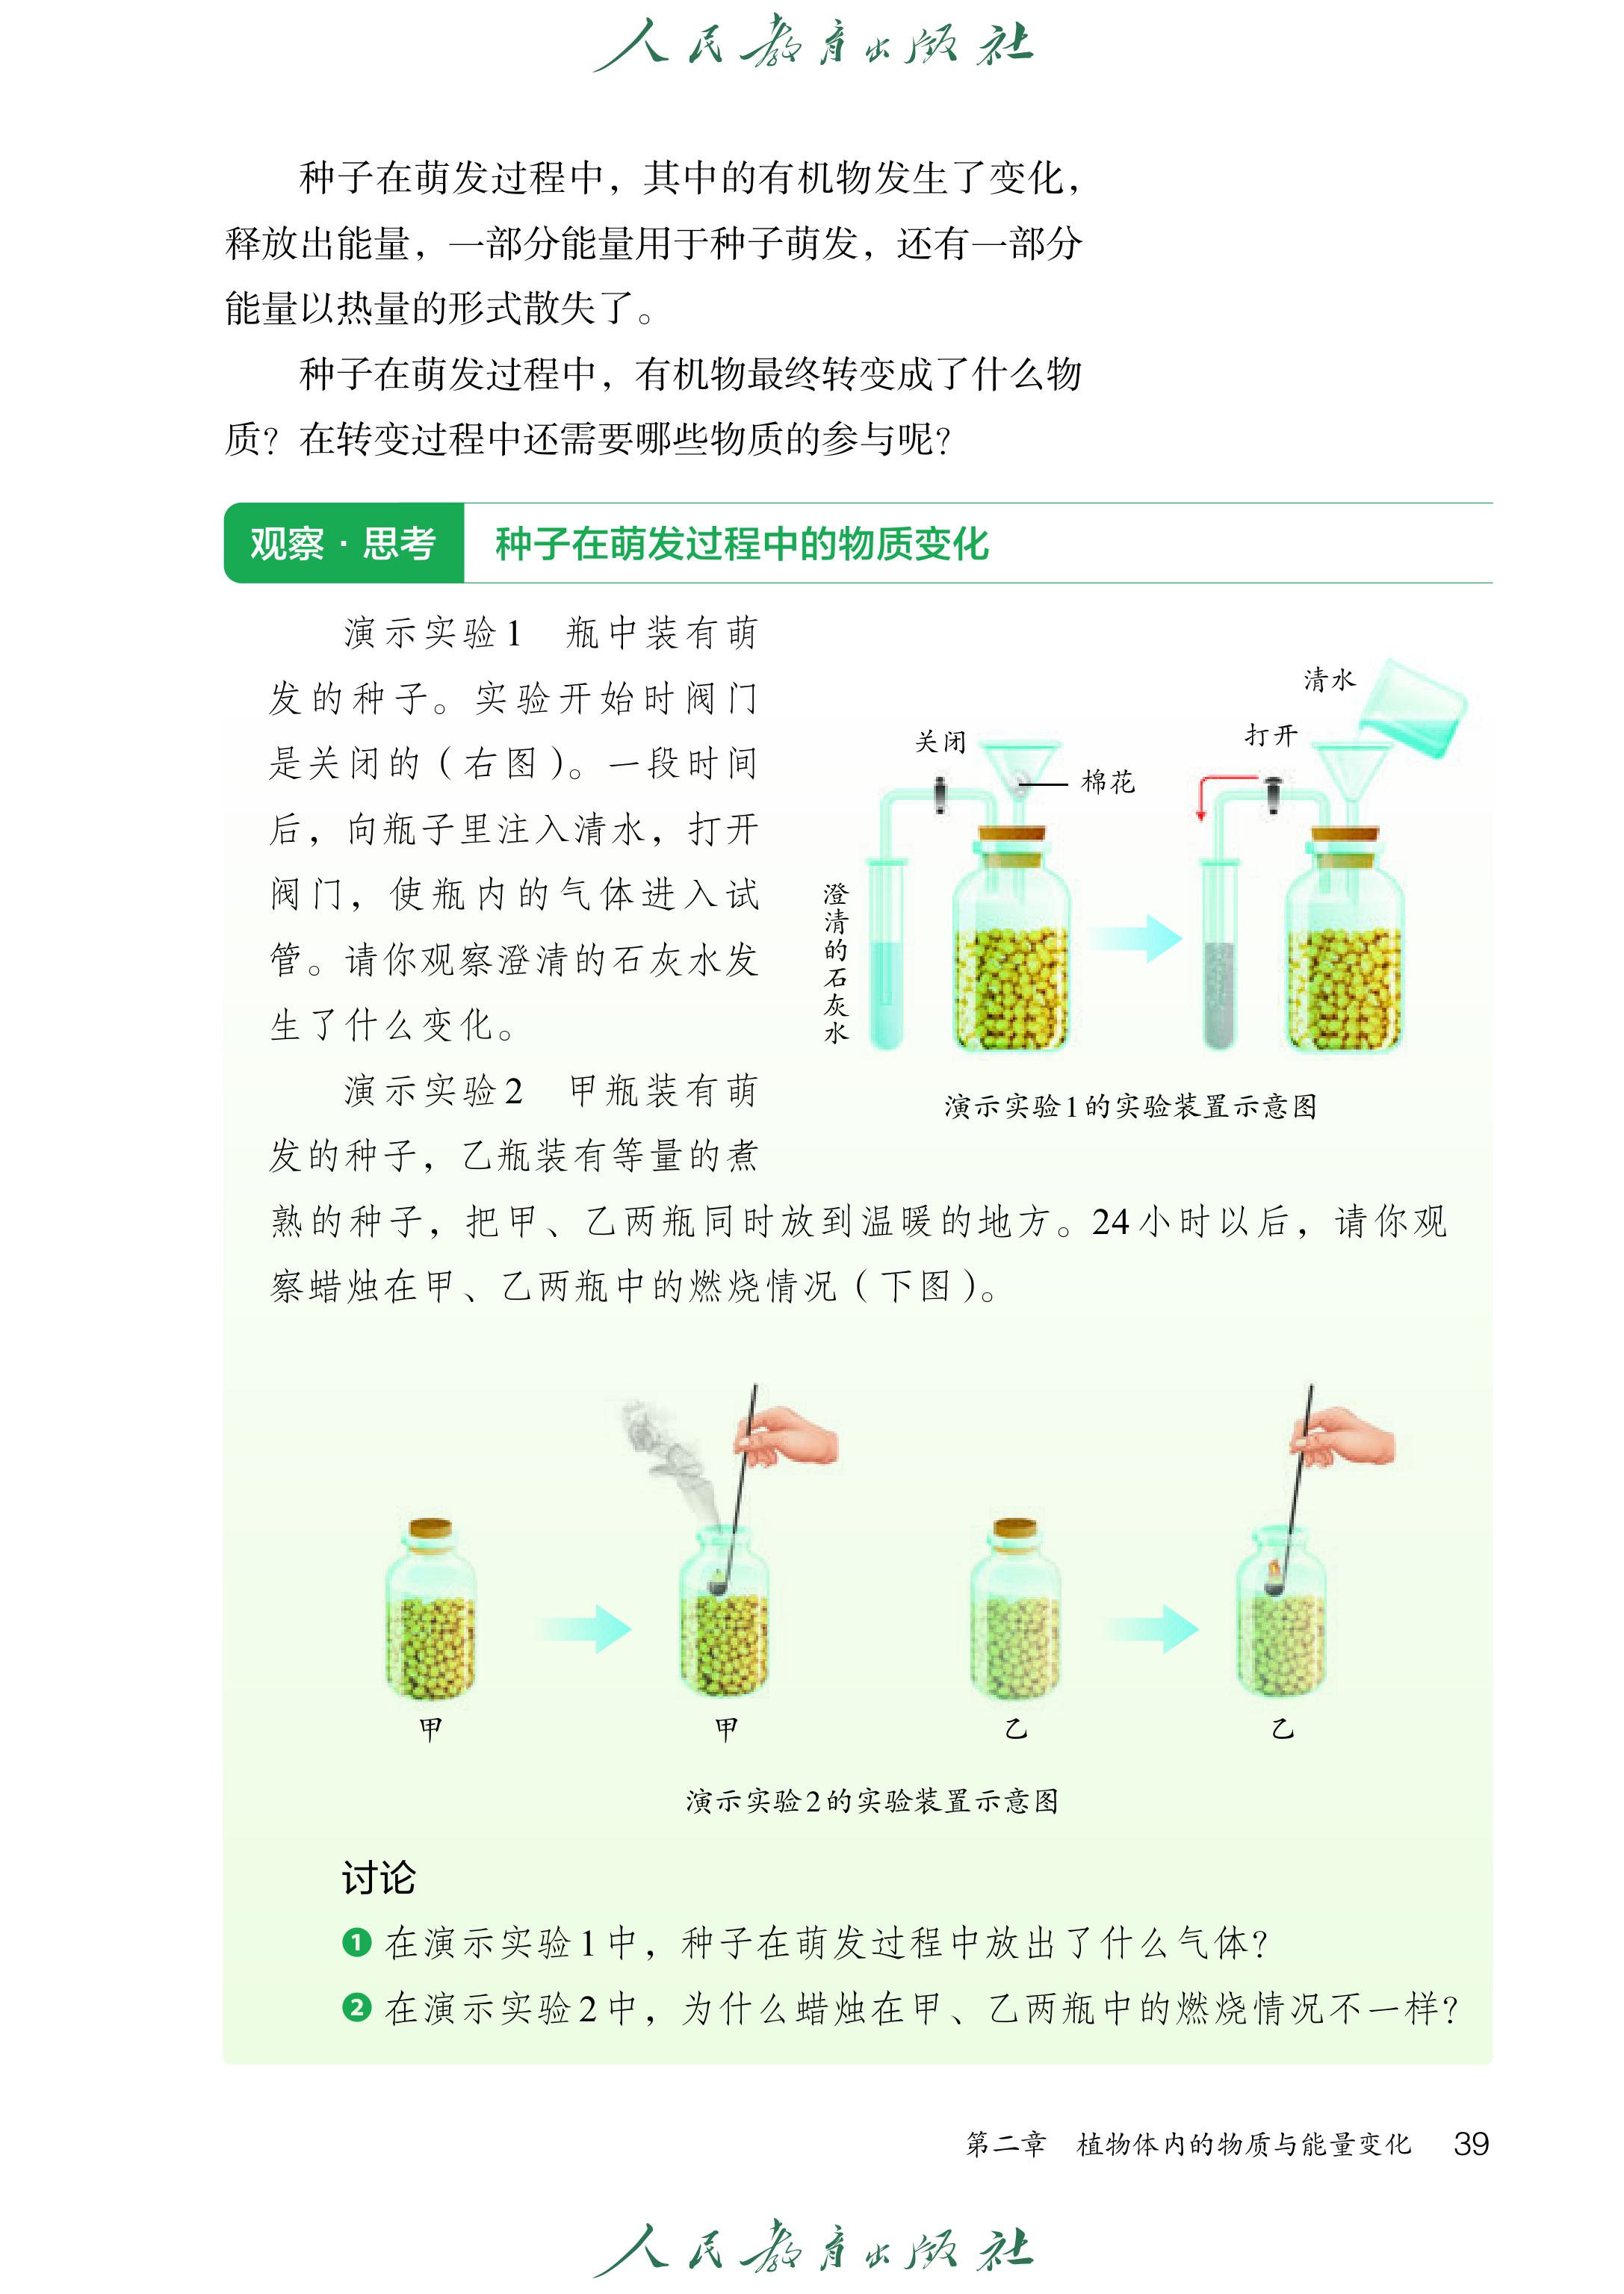 人民教育出版社
种子在萌发过程中，其中的有机物发生了变化，
释放出能量，一部分能量用于种子萌发，还有一部分
能量以热量的形式散失了。
种子在萌发过程中，有机物最终转变成了什么物
质？在转变过程中还需要哪些物质的参与呢？
观察·思考 种子在萌发过程中的物质变化
演示实验1 瓶中装有萌
发的种子。实验开始时阀门
是关闭的（右图）。一段时间
后，向瓶子里注入清水，打开
阀门，使瓶内的气体进入试
管。请你观察澄清的石灰水发
生了什么变化。
清水
关闭
打开
棉花
澄清的石灰水
演示实验1的实验装置示意图
演示实验2 甲瓶装有萌
发的种子，乙瓶装有等量的煮
熟的种子，把甲、乙两瓶同时放到温暖的地方。24小时以后，请你观
察蜡烛在甲、乙两瓶中的燃烧情况（下图）。
甲 甲 乙 乙
演示实验2的实验装置示意图
讨论
❶ 在演示实验1中，种子在萌发过程中放出了什么气体？
❷ 在演示实验2中，为什么蜡烛在甲、乙两瓶中的燃烧情况不一样？
第二章 植物体内的物质与能量变化 39
人民教育出版社